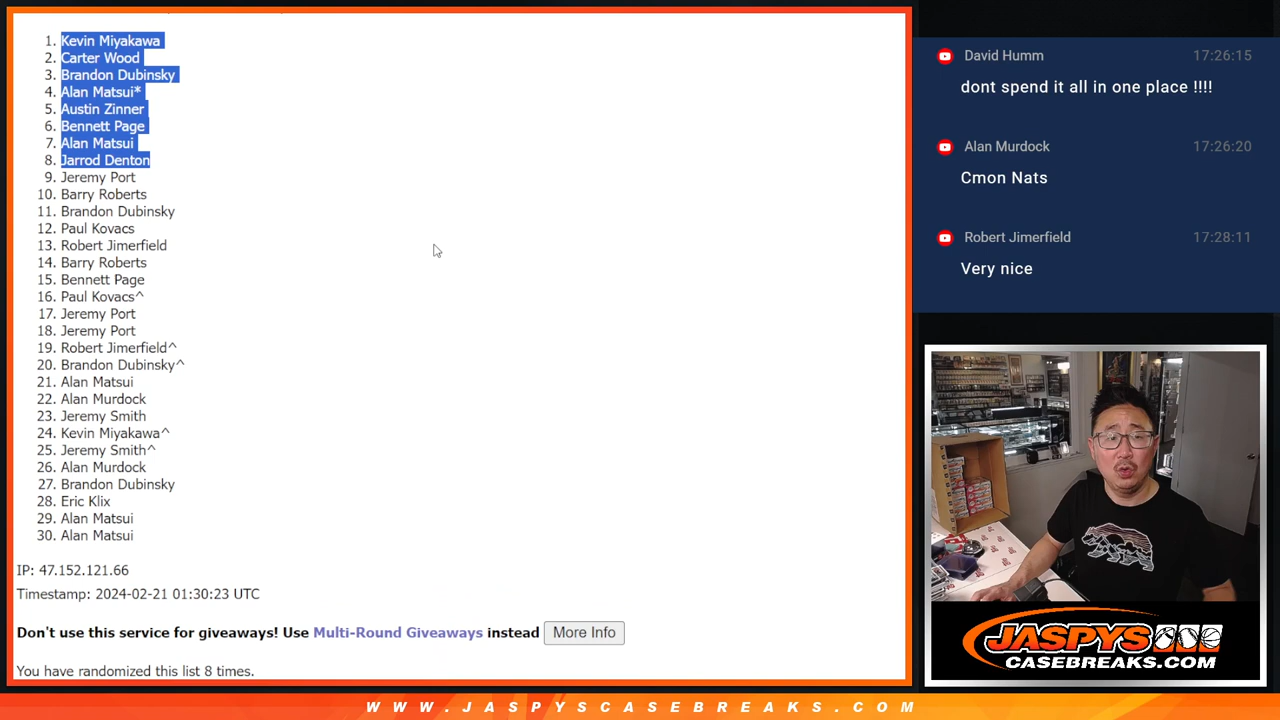 1. Kevin Miyakawa
2. Carter Wood
3. Brandon Dubinsky
4. Alan Matsui*
5. Austin Zinner
6. Bennett Page
7. Alan Matsui
8. Jarrod Denton
9. Jeremy Port
10. Barry Roberts
11. Brandon Dubinsky
12. Paul Kovacs
13. Robert Jimerfield
14. Barry Roberts
15. Bennett Page
16. Paul Kovacs^
17. Jeremy Port
18. Jeremy Port
19. Robert Jimerfield^
20. Brandon Dubinsky^
21. Alan Matsui
22. Alan Murdock
23. Jeremy Smith
24. Kevin Miyakawa^
25. Jeremy Smith^
26. Alan Murdock
27. Brandon Dubinsky
28. Eric Klix
29. Alan Matsui
30. Alan Matsui
IP: 47.152.121.66
Timestamp: 2024-02-21 01:30:23 UTC
Don't use this service for giveaways! Use Multi-Round Giveaways instead More Info
You have randomized this list 8 times.
David Humm 17:26:15
dont spend it all in one place !!!!
Alan Murdock 17:26:20
Cmon Nats
Robert Jimerfield 17:28:11
Very nice
JASPYS
CASEBREAKS.COM
WWW.JASPYSCASEBREAKS.COM